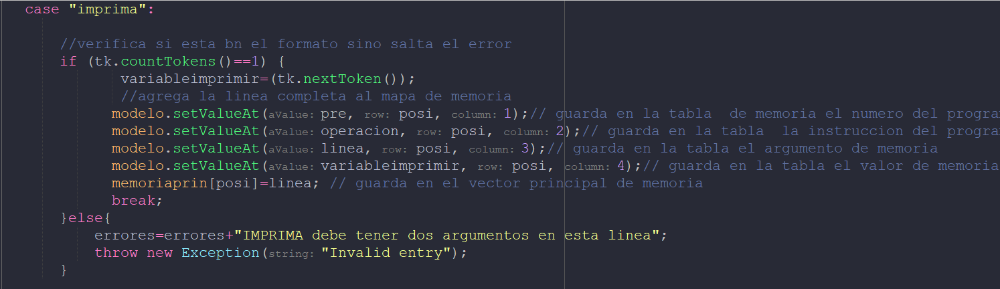 case "imprima":
//verifica si esta bn el formato sino salta el error
if (tk.countTokens()==1) {
variableimprimir=(tk.nextToken());
//agrega la linea completa al mapa de memoria
modelo.setValueAt(aValue: pre, row: posi, column: 1);// guarda en la tabla  de memoria el numero del progra
modelo.setValueAt(aValue: operacion, row: posi, column: 2);// guarda en la tabla  la instruccion del progra
modelo.setValueAt(aValue: linea, row: posi, column: 3);// guarda en la tabla el argumento de memoria
modelo.setValueAt(aValue: variableimprimir, row: posi, column: 4);// guarda en la tabla el valor de memoria
memoriaprin[posi]=linea; // guarda en el vector principal de memoria
break;
}else{
errores=errores+"IMPRIMA debe tener dos argumentos en esta linea";
throw new Exception(string: "Invalid entry");
}